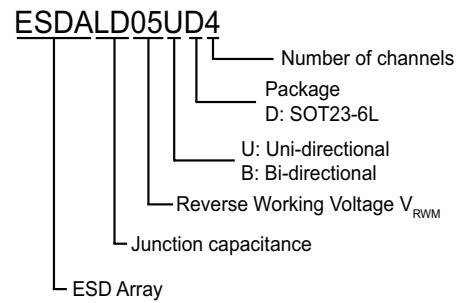 ESDALD05UD4
Number of channels
Package
D: SOT23-6L
U: Uni-directional
B: Bi-directional
Reverse Working Voltage VRWM
Junction capacitance
ESD Array